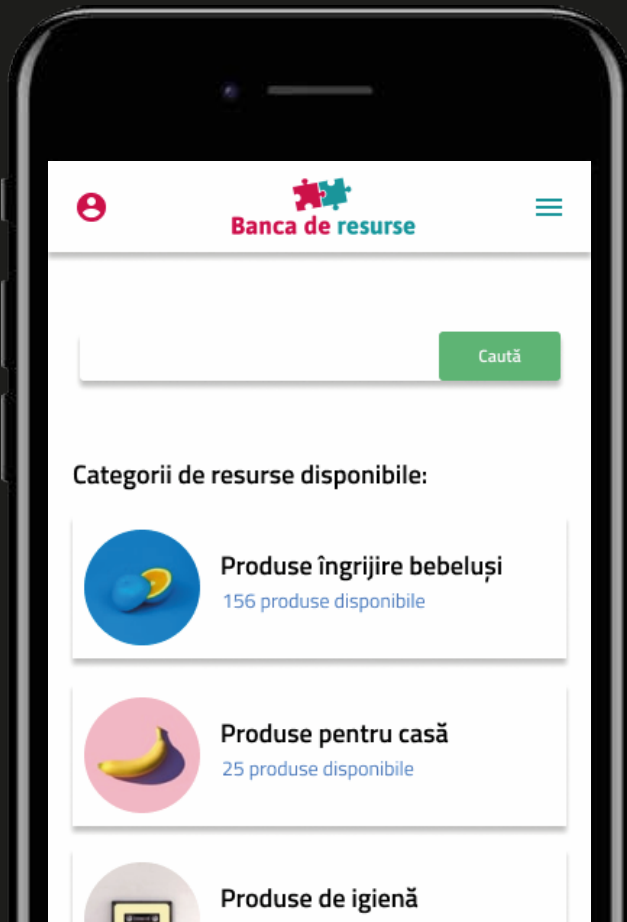 Banca de resurse
Caută
Categorii de resurse disponibile:
Produse îngrijire bebeluși
156 produse disponibile
Produse pentru casă
25 produse disponibile
Produse de igienă